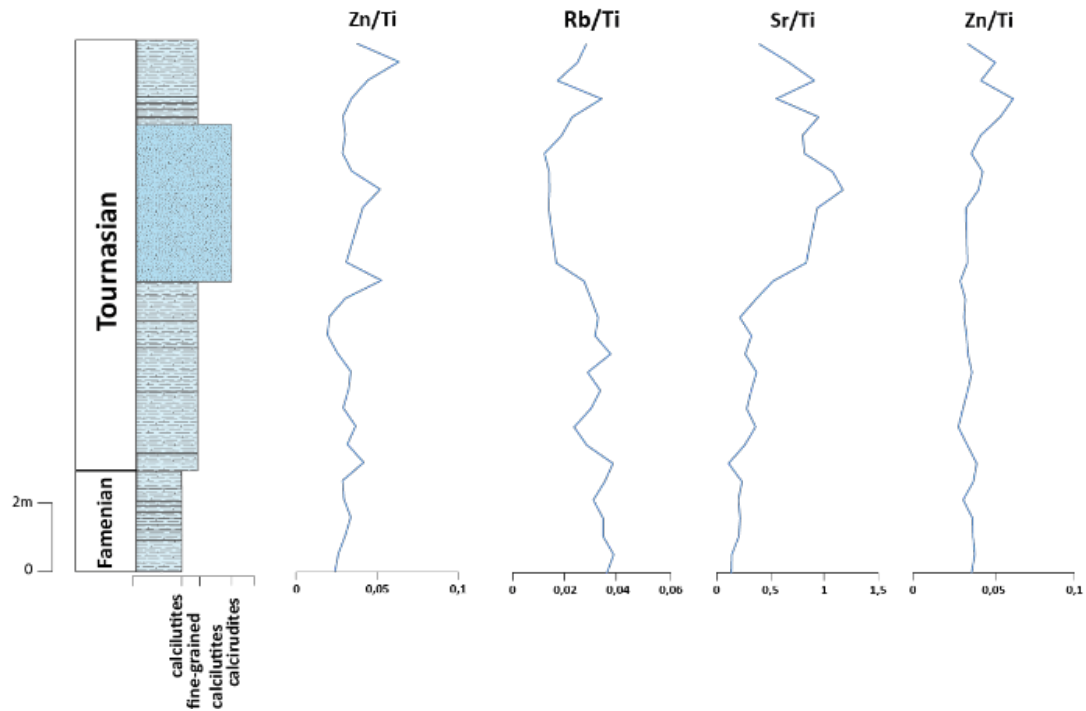 Zn/Ti
Rb/Ti
Sr/Ti
Zn/Ti
Tournasian
Famenian
2m
0
calcilutites
fine-grained
calcilutites
calcirudites
0 0,05 0,1
0 0,02 0,04 0,06
0 0,5 1 1,5
0 0,05 0,1